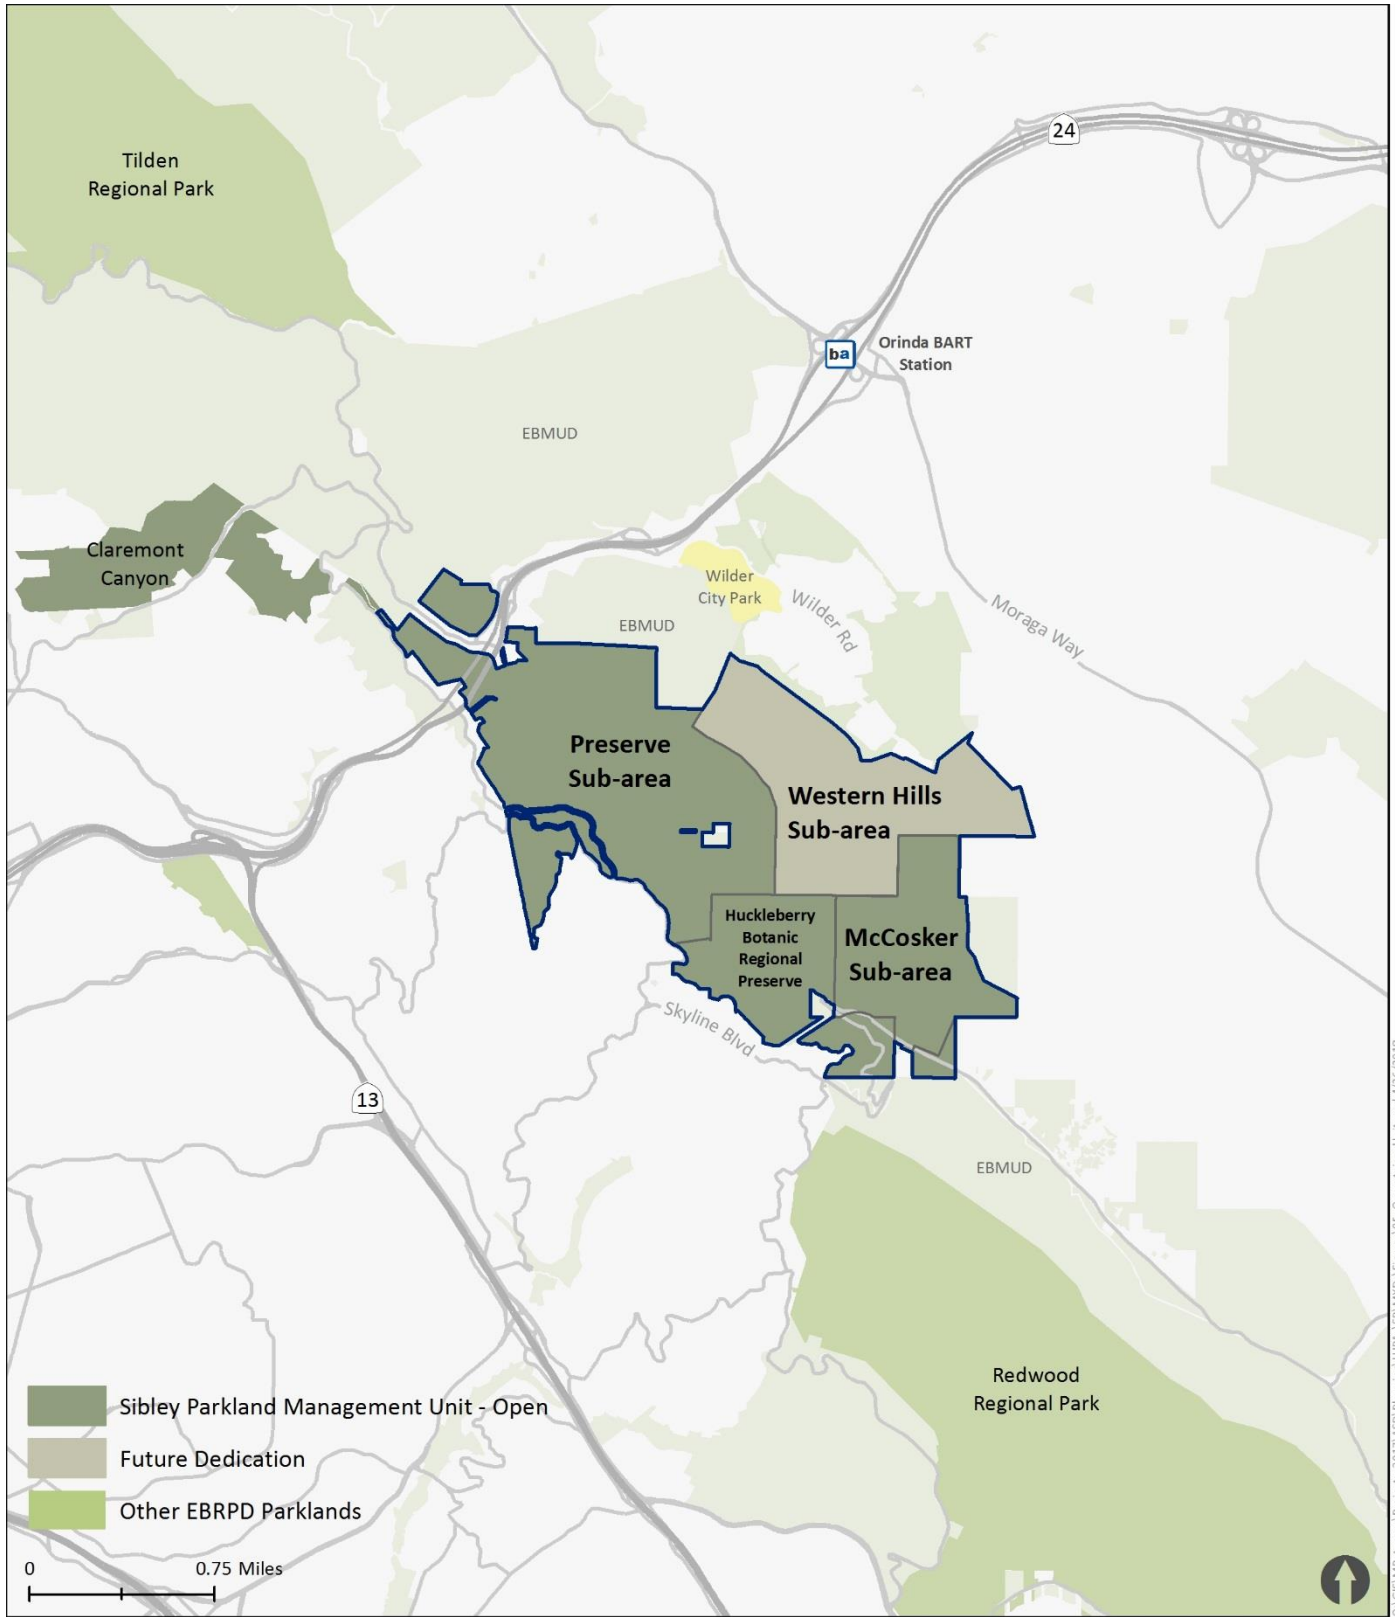 24
Tilden
Regional Park
Orinda BART
Station
ba
EBMUD
Claremont
Canyon
Wilder
City Park
Wilder Rd
EBMUD
Moraga Way
Preserve
Sub-area
Western Hills
Sub-area
Huckleberry
Botanic
Regional
Preserve
McCosker
Sub-area
Skyline Blvd
13
EBMUD
Redwood
Regional Park
Sibley Parkland Management Unit - Open
Future Dedication
Other EBRPD Parklands
0
0.75 Miles